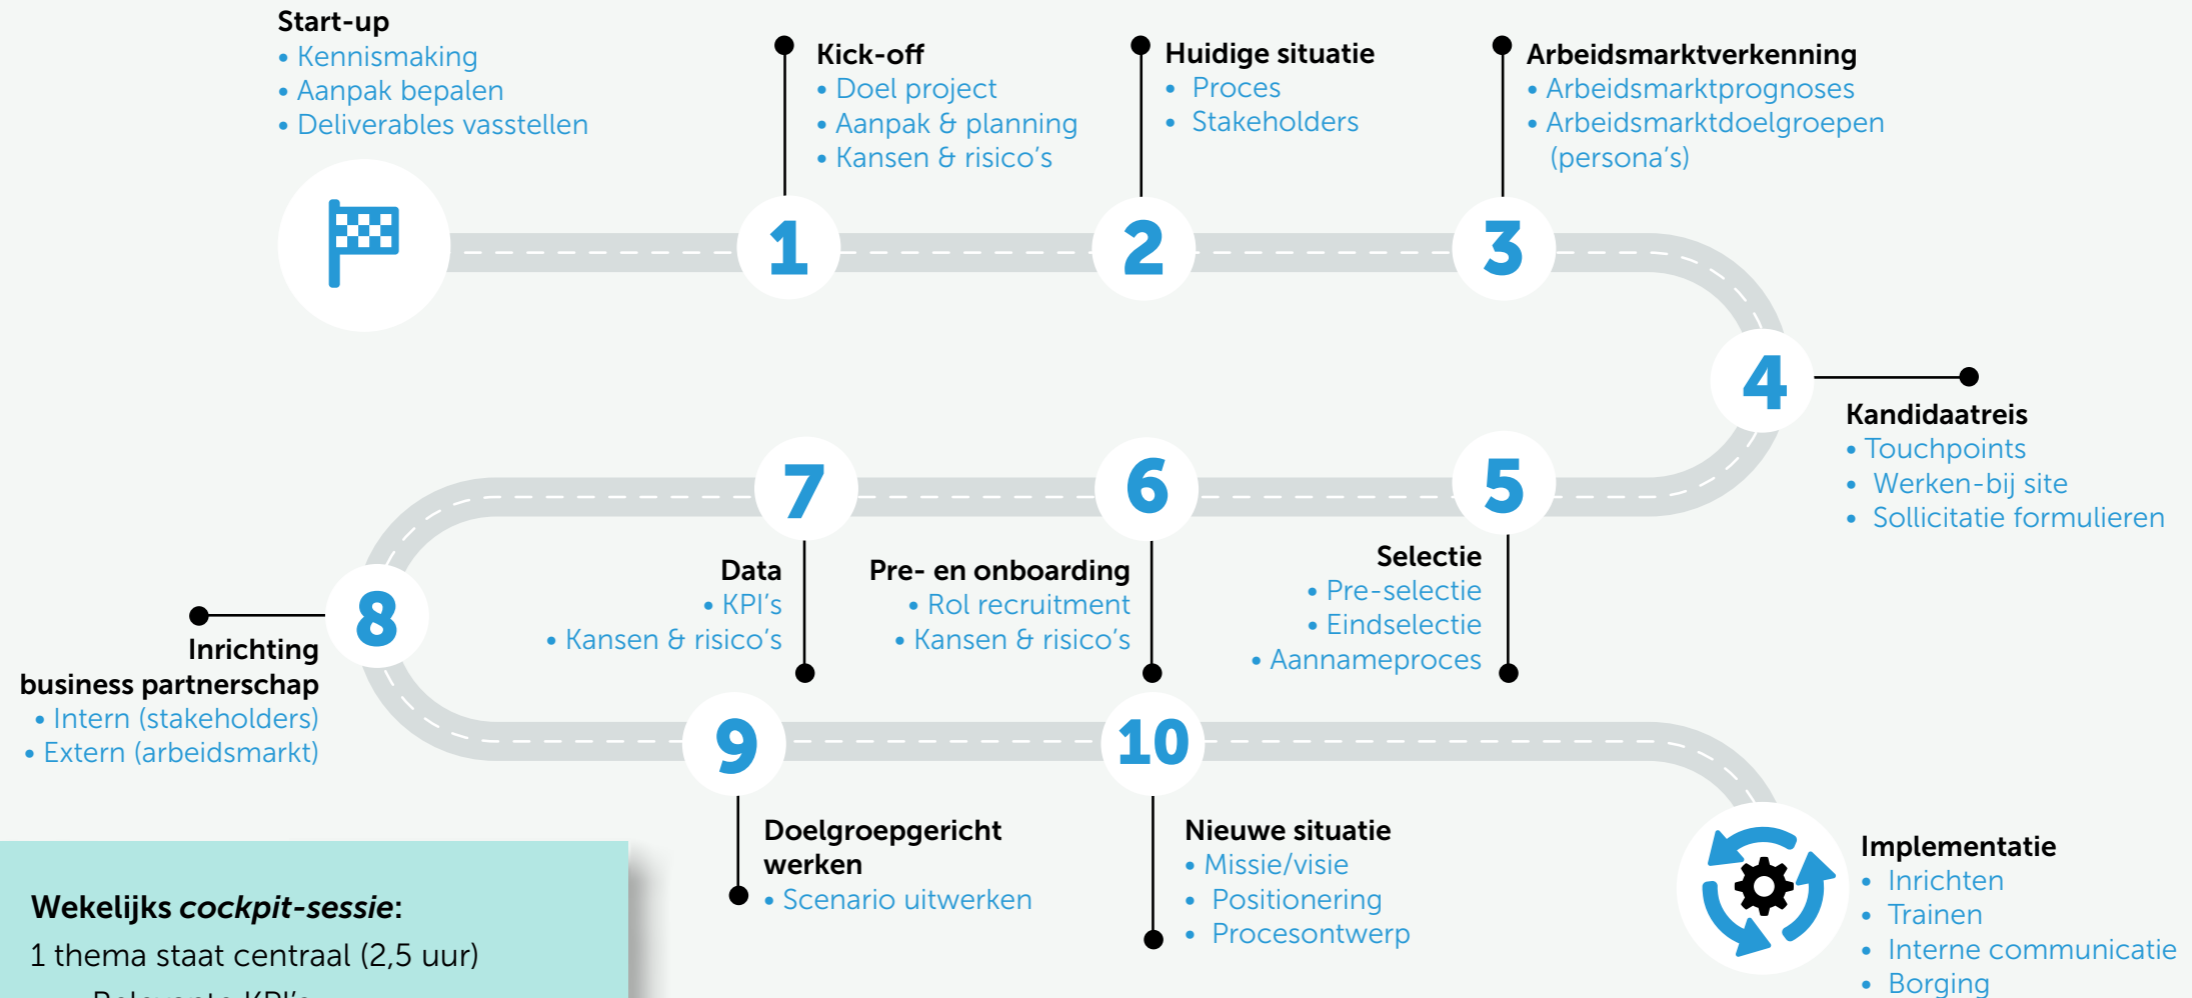 Start-up
• Kennismaking
• Aanpak bepalen
• Deliverables vasstellen
Kick-off
• Doel project
• Aanpak & planning
• Kansen & risico's
Huidige situatie
• Proces
• Stakeholders
Arbeidsmarktverkenning
• Arbeidsmarktprognoses
• Arbeidsmarktdoelgroepen
(persona's)
1
2
3
4
Kandidaatreis
• Touchpoints
• Werken-bij site
• Sollicitatie formulieren
5
Selectie
• Pre-selectie
• Eindselectie
• Aannameproces
6
Pre- en onboarding
• Rol recruitment
• Kansen & risico's
7
Data
• KPI's
• Kansen & risico's
8
Inrichting
business partnerschap
• Intern (stakeholders)
• Extern (arbeidsmarkt)
9
Doelgroepgericht
werken
• Scenario uitwerken
10
Nieuwe situatie
• Missie/visie
• Positionering
• Procesontwerp
Implementatie
• Inrichten
• Trainen
• Interne communicatie
• Borging
Wekelijks cockpit-sessie:
1 thema staat centraal (2,5 uur)
Relevante KPI's